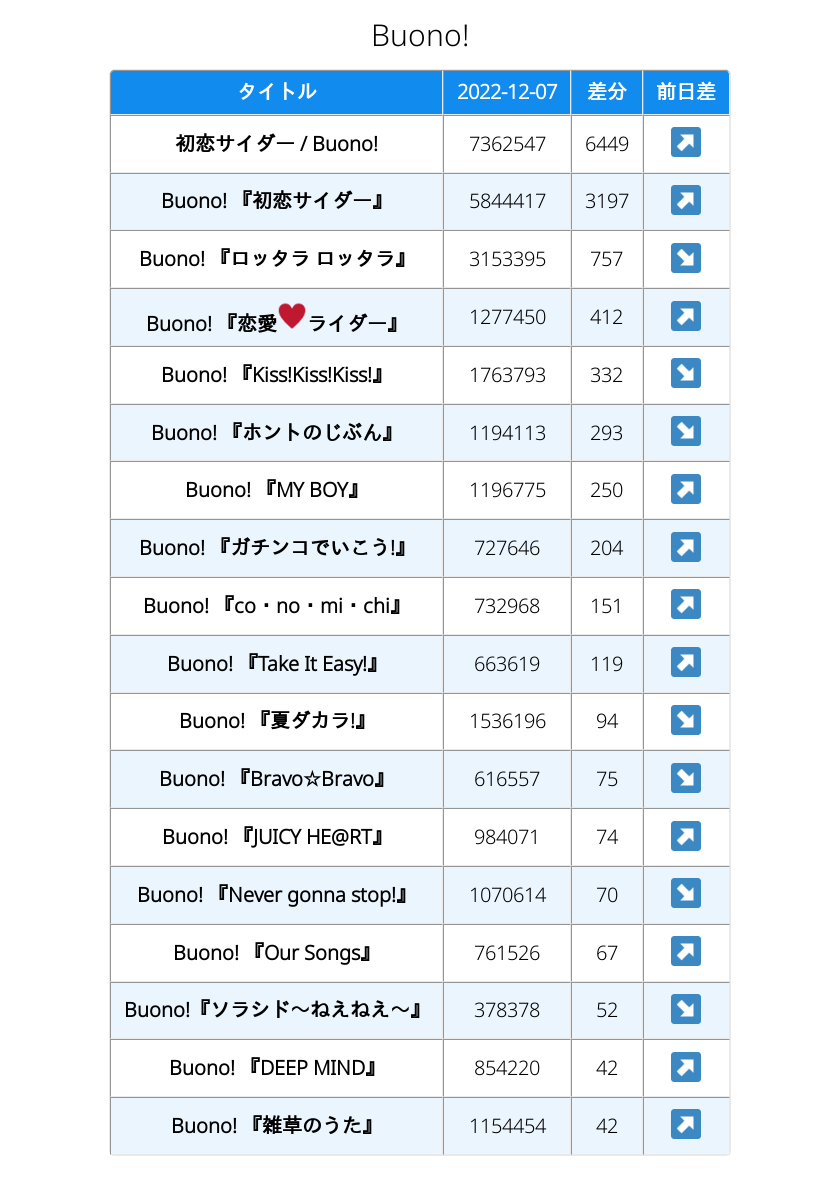 Buono!
タイトル 2022-12-07 差分 前日差
初恋サイダー / Buono! 7362547 6449 ↗
Buono! 『初恋サイダー』 5844417 3197 ↗
Buono! 『ロッタラ ロッタラ』 3153395 757 ↘
Buono! 『恋愛♥ライダー』 1277450 412 ↗
Buono! 『Kiss!Kiss!Kiss!』 1763793 332 ↘
Buono! 『ホントのじぶん』 1194113 293 ↘
Buono! 『MY BOY』 1196775 250 ↗
Buono! 『ガチンコでいこう!』 727646 204 ↗
Buono! 『co・no・mi・chi』 732968 151 ↗
Buono! 『Take It Easy!』 663619 119 ↗
Buono! 『夏ダカラ!』 1536196 94 ↘
Buono! 『Bravo☆Bravo』 616557 75 ↘
Buono! 『JUICY HE@RT』 984071 74 ↗
Buono! 『Never gonna stop!』 1070614 70 ↘
Buono! 『Our Songs』 761526 67 ↗
Buono!『ソラシド～ねえねえ～』 378378 52 ↘
Buono! 『DEEP MIND』 854220 42 ↗
Buono! 『雑草のうた』 1154454 42 ↗